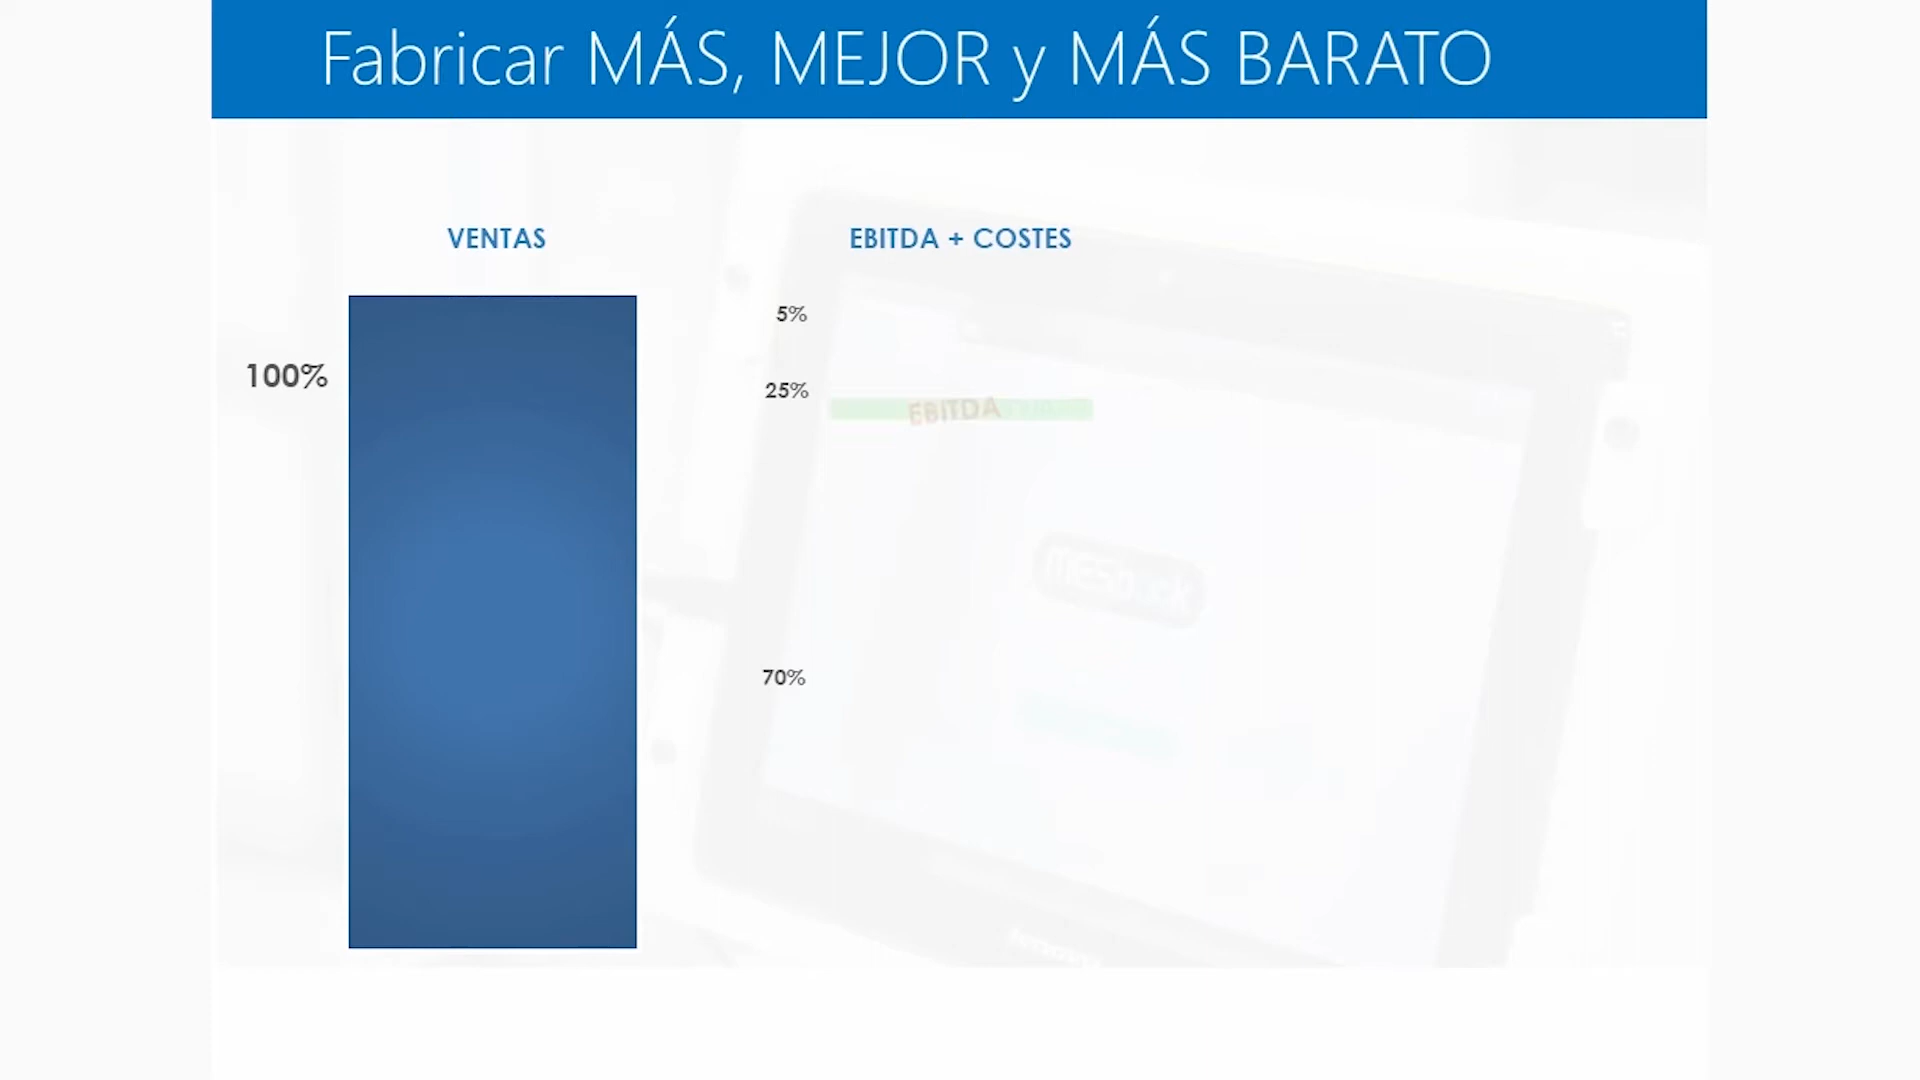 Fabricar MÁS, MEJOR y MÁS BARATO
VENTAS
EBITDA + COSTES
5%
100%
25%
EBITDA
70%